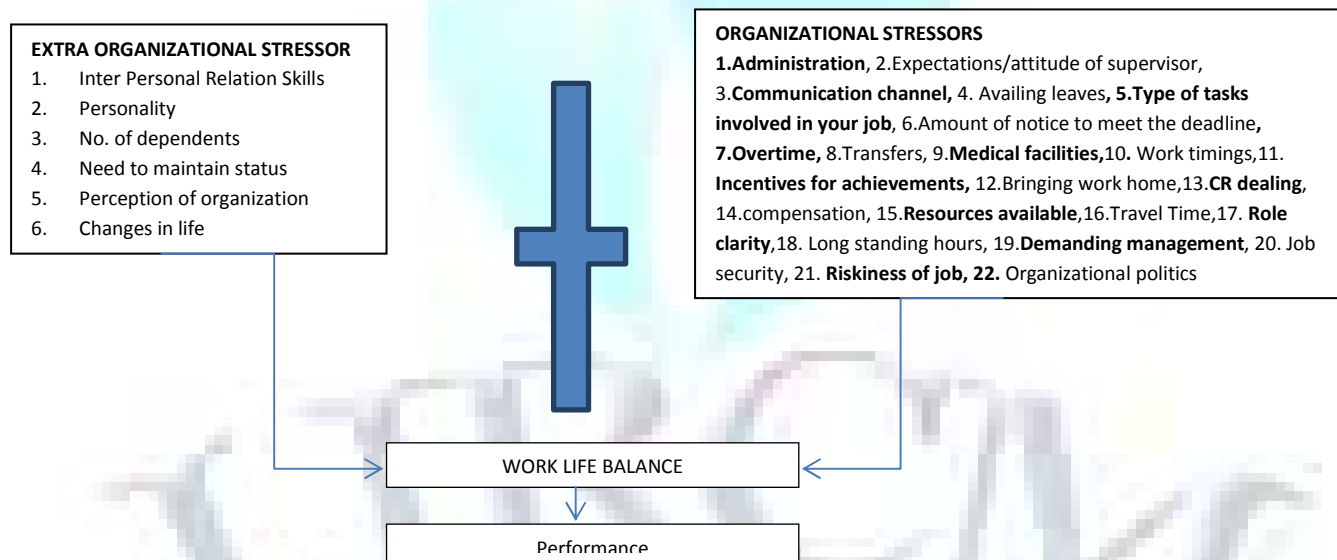 EXTRA ORGANIZATIONAL STRESSOR
1. Inter Personal Relation Skills
2. Personality
3. No. of dependents
4. Need to maintain status
5. Perception of organization
6. Changes in life
ORGANIZATIONAL STRESSORS
1.Administration, 2.Expectations/attitude of supervisor,
3.Communication channel, 4. Availing leaves, 5.Type of tasks
involved in your job, 6.Amount of notice to meet the deadline,
7.Overtime, 8.Transfers, 9.Medical facilities,10. Work timings,11.
Incentives for achievements, 12.Bringing work home,13.CR dealing,
14.compensation, 15.Resources available,16.Travel Time,17. Role
clarity,18. Long standing hours, 19.Demanding management, 20. Job
security, 21. Riskiness of job, 22. Organizational politics
WORK LIFE BALANCE
Performance